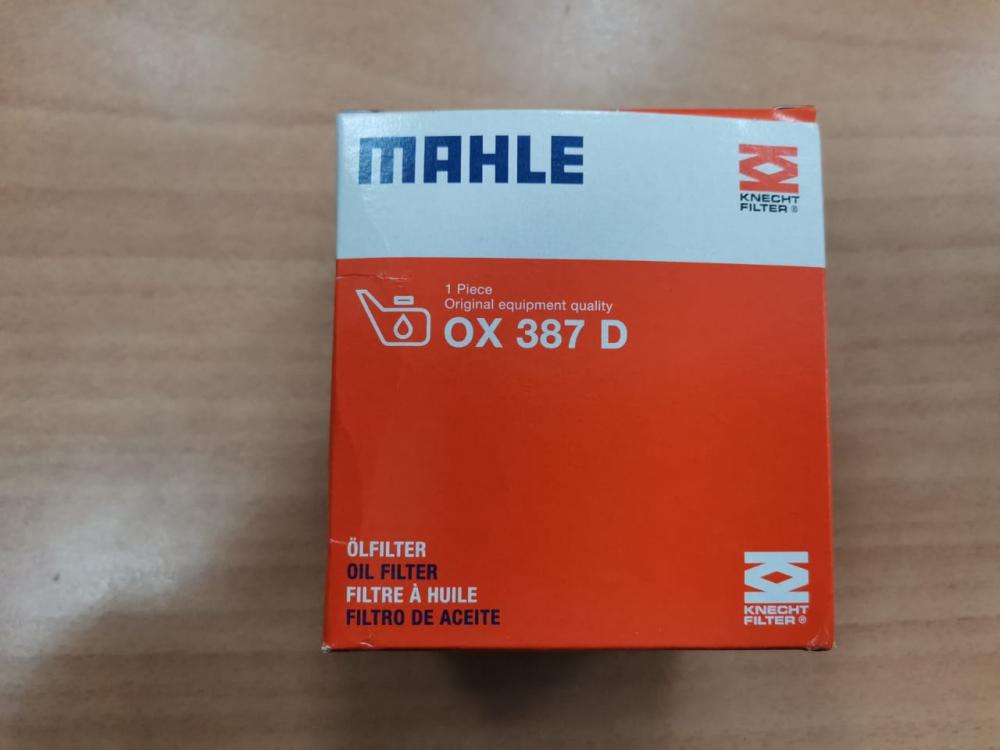 MAHLE
KNECHT
FILTER®
1 Piece
Original equipment quality
OX 387 D
ÖLFILTER
OIL FILTER
FILTRE À HUILE
FILTRO DE ACEITE
KNECHT
FILTER®